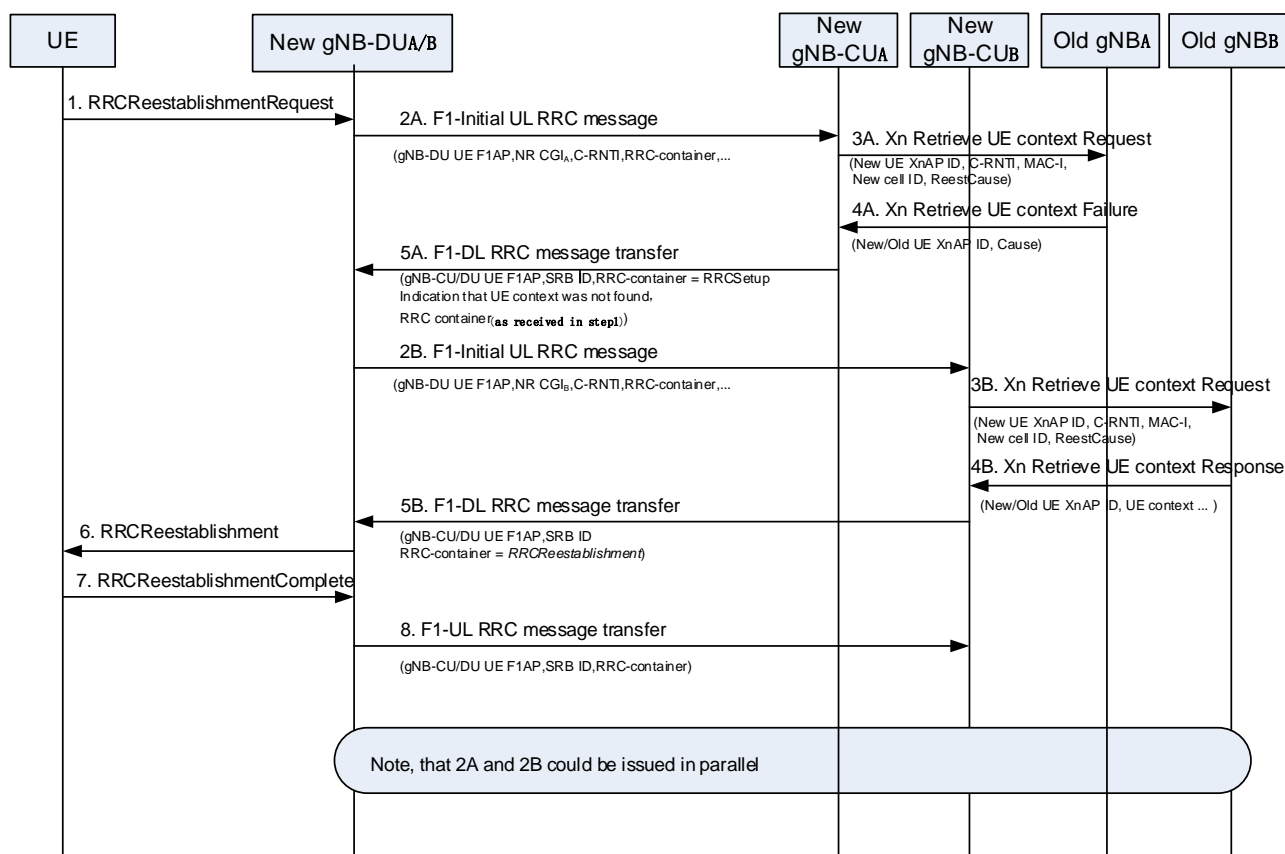 UE
New gNB-DUA/B
New
gNB-CUA
New
gNB-CUB
Old gNBA
Old gNBB
1. RRCReestablishmentRequest
2A. F1-Initial UL RRC message
(gNB-DU UE F1AP,NR CGIA,C-RNTI,RRC-container,...
3A. Xn Retrieve UE context Request
(New UE XnAP ID, C-RNTI, MAC-I,
New cell ID, ReestCause)
4A. Xn Retrieve UE context Failure
(New/Old UE XnAP ID, Cause)
5A. F1-DL RRC message transfer
(gNB-CU/DU UE F1AP,SRB ID,RRC-container = RRCSetup
Indication that UE context was not found,
RRC container(as received in step1))
2B. F1-Initial UL RRC message
(gNB-DU UE F1AP,NR CGIB,C-RNTI,RRC-container,...
3B. Xn Retrieve UE context Request
(New UE XnAP ID, C-RNTI, MAC-I,
New cell ID, ReestCause)
4B. Xn Retrieve UE context Response
(New/Old UE XnAP ID, UE context ... )
5B. F1-DL RRC message transfer
(gNB-CU/DU UE F1AP,SRB ID
RRC-container = RRCReestablishment)
6. RRCReestablishment
7. RRCReestablishmentComplete
8. F1-UL RRC message transfer
(gNB-CU/DU UE F1AP,SRB ID,RRC-container)
Note, that 2A and 2B could be issued in parallel